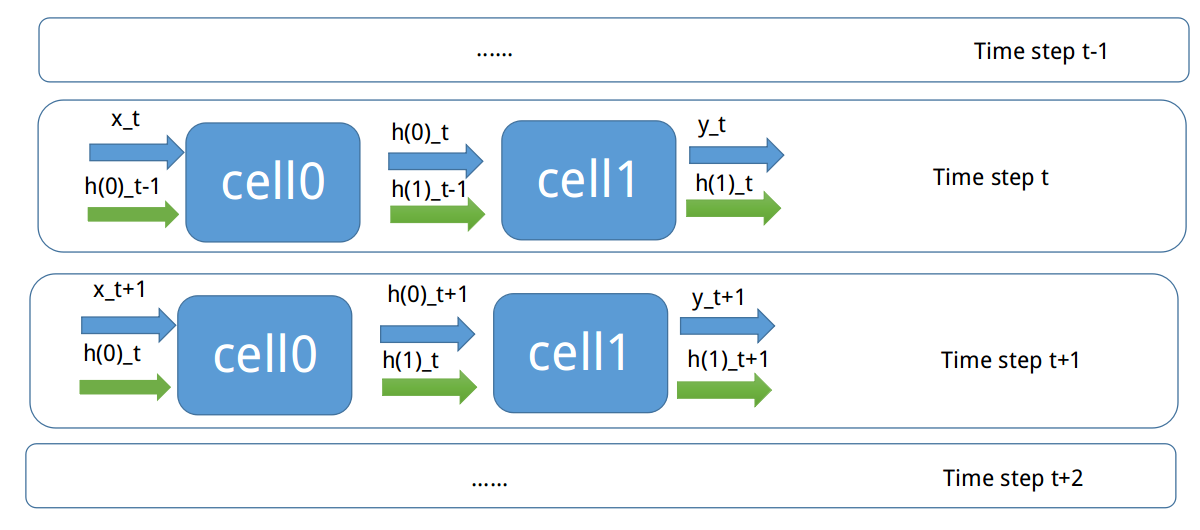 ...... Time step t-1
x_t
h(0)_t-1
cell0
h(0)_t
h(1)_t-1
cell1
y_t
h(1)_t
Time step t
x_t+1
h(0)_t
cell0
h(0)_t+1
h(1)_t
cell1
y_t+1
h(1)_t+1
Time step t+1
...... Time step t+2